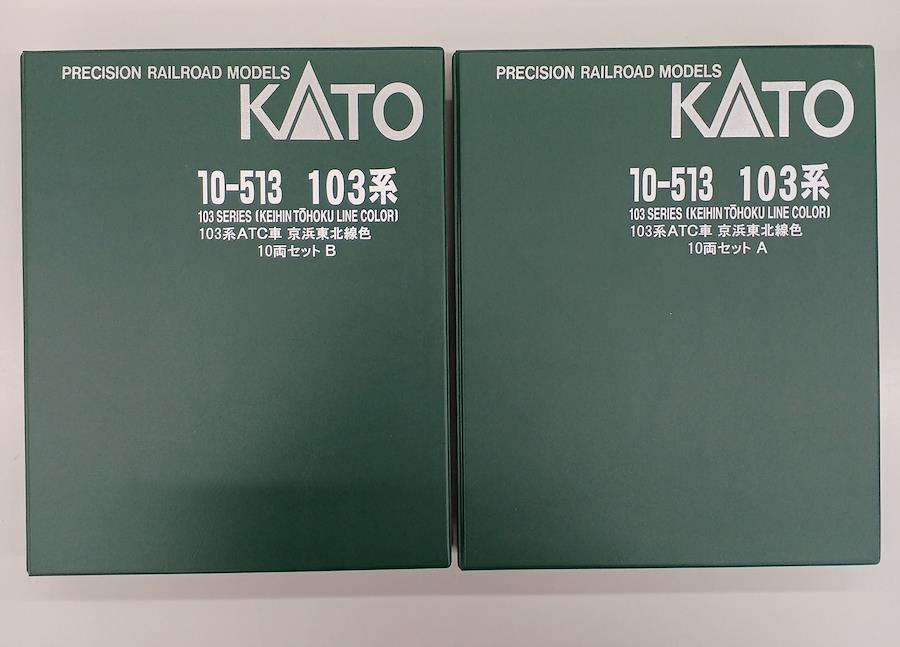 PRECISION RAILROAD MODELS
KATO
10-513 103系
103 SERIES (KEIHIN TŌHOKU LINE COLOR)
103系ATC車 京浜東北線色
10両セット B
PRECISION RAILROAD MODELS
KATO
10-513 103系
103 SERIES (KEIHIN TŌHOKU LINE COLOR)
103系ATC車 京浜東北線色
10両セット A